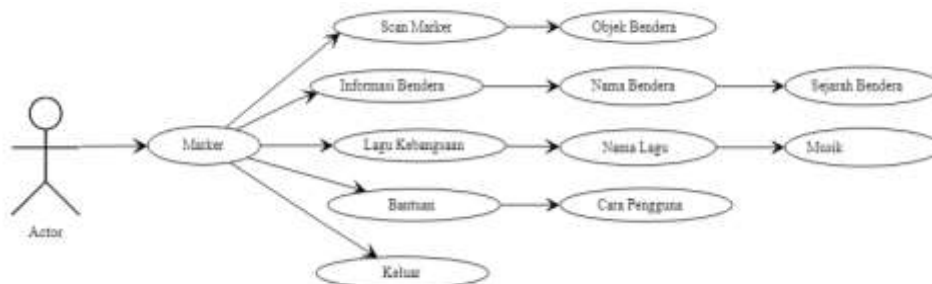 Scan Marker
Objek Bendera
Informasi Bendera
Nama Bendera
Sejarah Bendera
Marker
Lagu Kebangsaan
Nama Lagu
Musik
Bantuan
Cara Pengguna
Actor
Keluar